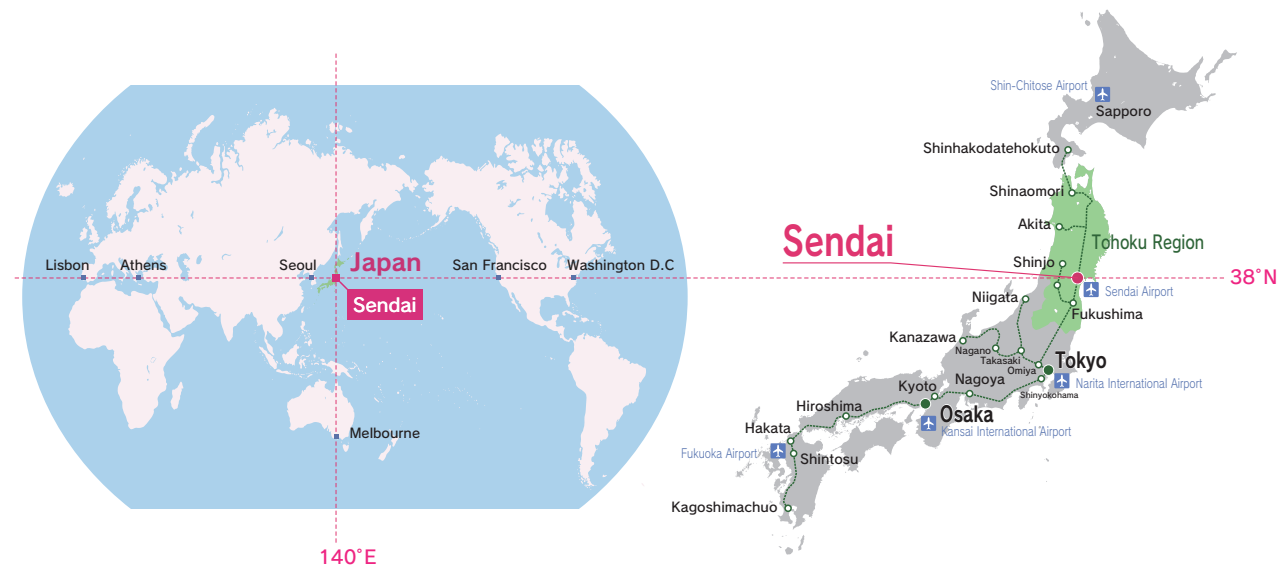 Lisbon
Athens
Seoul
Japan
Sendai
San Francisco
Washington D.C
Melbourne
140°E
Shin-Chitose Airport
Sapporo
Shinhakodatehokuto
Shinaomori
Akita
Sendai
Tohoku Region
Shinjo
38°N
Sendai Airport
Niigata
Fukushima
Kanazawa
Nagano
Takasaki
Omiya
Tokyo
Narita International Airport
Kyoto
Nagoya
Shinyokohama
Hiroshima
Osaka
Kansai International Airport
Hakata
Fukuoka Airport
Shintosu
Kagoshimachuo